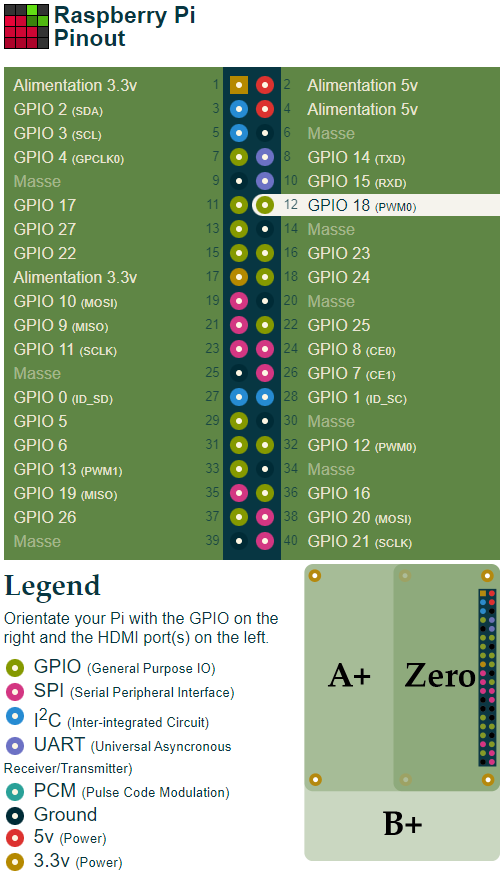 Raspberry Pi
Pinout
Alimentation 3.3v 1 2 Alimentation 5v
GPIO 2 (SDA) 3 4 Alimentation 5v
GPIO 3 (SCL) 5 6 Masse
GPIO 4 (GPCLK0) 7 8 GPIO 14 (TXD)
Masse 9 10 GPIO 15 (RXD)
GPIO 17 11 12 GPIO 18 (PWM0)
GPIO 27 13 14 Masse
GPIO 22 15 16 GPIO 23
Alimentation 3.3v 17 18 GPIO 24
GPIO 10 (MOSI) 19 20 Masse
GPIO 9 (MISO) 21 22 GPIO 25
GPIO 11 (SCLK) 23 24 GPIO 8 (CE0)
Masse 25 26 GPIO 7 (CE1)
GPIO 0 (ID_SD) 27 28 GPIO 1 (ID_SC)
GPIO 5 29 30 Masse
GPIO 6 31 32 GPIO 12 (PWM0)
GPIO 13 (PWM1) 33 34 Masse
GPIO 19 (MISO) 35 36 GPIO 16
GPIO 26 37 38 GPIO 20 (MOSI)
Masse 39 40 GPIO 21 (SCLK)
Legend
Orientate your Pi with the GPIO on the
right and the HDMI port(s) on the left.
GPIO (General Purpose IO)
SPI (Serial Peripheral Interface)
I2C (Inter-integrated Circuit)
UART (Universal Asyncronous
Receiver/Transmitter)
PCM (Pulse Code Modulation)
Ground
5v (Power)
3.3v (Power)
A+ Zero
B+